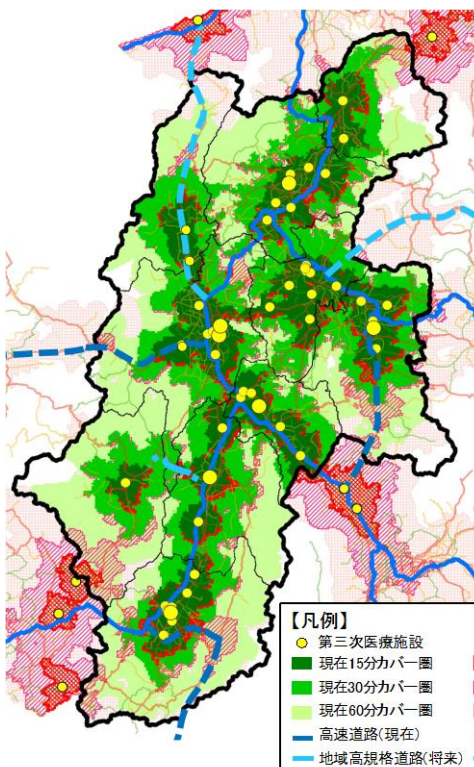 【凡例】
第三次医療施設
現在15分カバー圏
現在30分カバー圏
現在60分カバー圏
高速道路(現在)
地域高規格道路(将来)